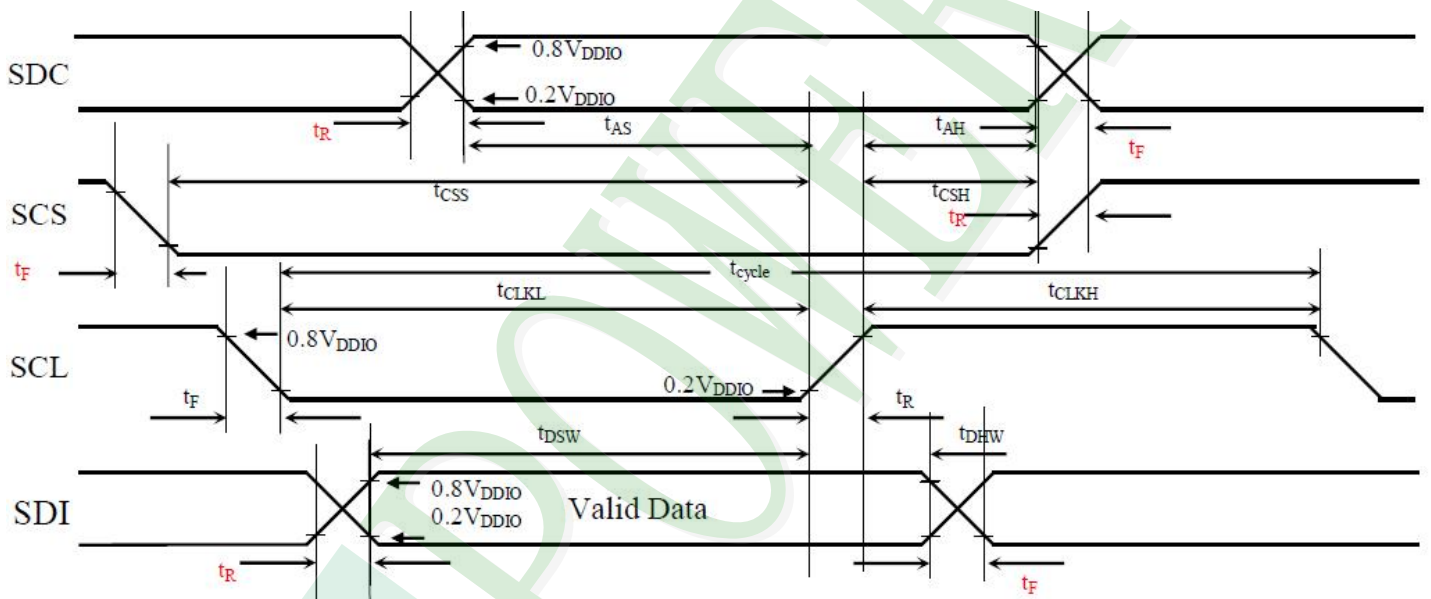 SDC
0.8VDDIO
0.2VDDIO
tR
tAS
tAH
tF
SCS
tCSS
tCSH
tR
tF
tcycle
tCLKL
tCLKH
SCL
0.8VDDIO
0.2VDDIO
tF
tR
tDSW
tDHW
SDI
0.8VDDIO
0.2VDDIO
Valid Data
tR
tF